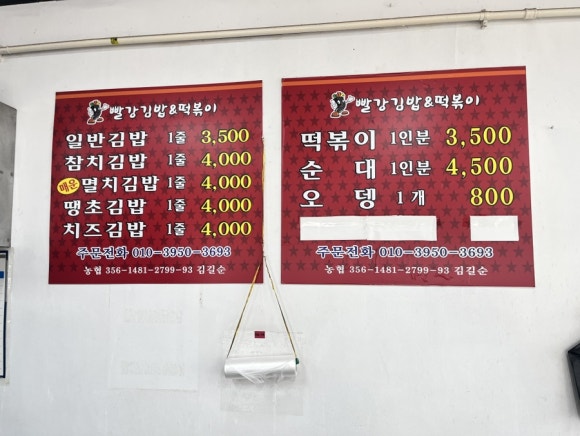 빨강김밥&떡볶이
일반김밥 1줄 3,500
참치김밥 1줄 4,000
매운 멸치김밥 1줄 4,000
땡초김밥 1줄 4,000
치즈김밥 1줄 4,000
주문전화 010-3950-3693
농협 356-1481-2799-93 김길순
빨강김밥&떡볶이
떡볶이 1인분 3,500
순대 1인분 4,500
오뎅 1개 800
주문전화 010-3950-3693
농협 356-1481-2799-93 김길순